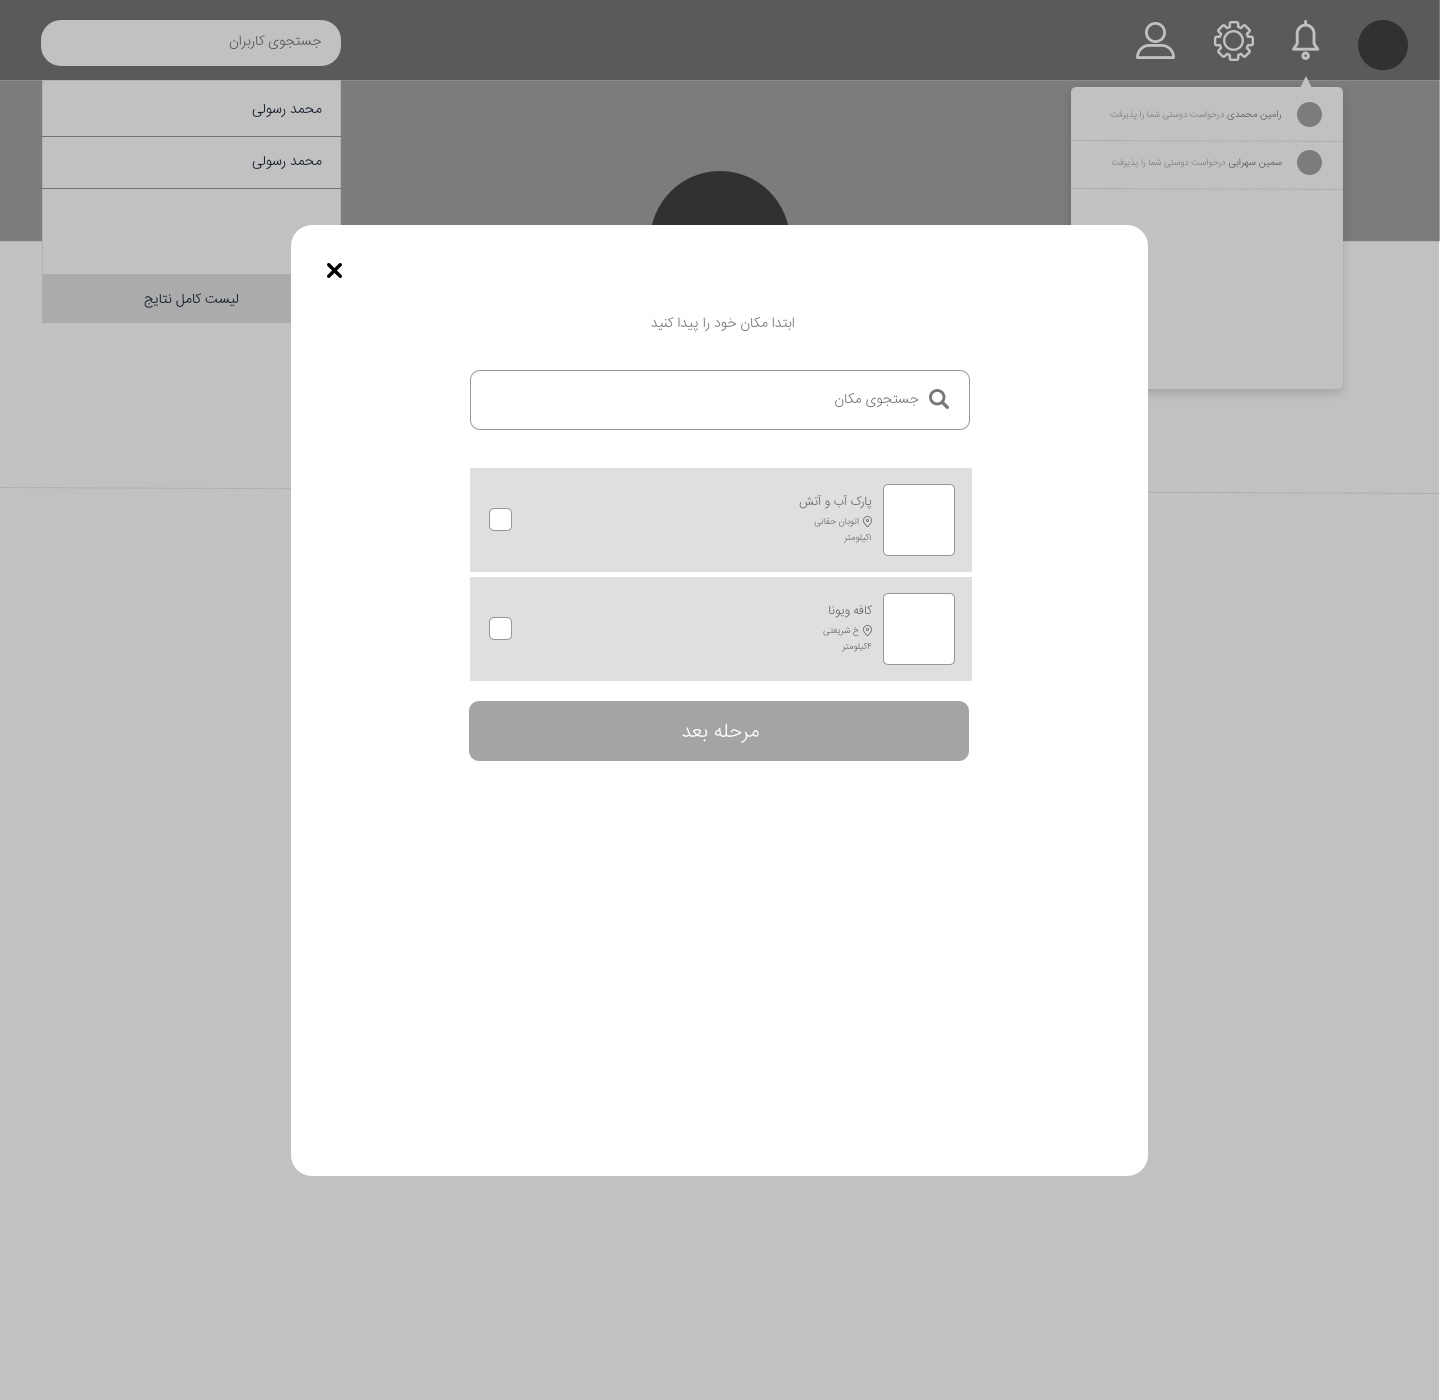 جستجوی کاربران
محمد رسولی
محمد رسولی
لیست کامل نتایج
رامین محمدی درخواست دوستی شما را پذیرفت
سمین سهرابی درخواست دوستی شما را پذیرفت
ابتدا مکان خود را پیدا کنید
جستجوی مکان
پارک آب و آتش
اتوبان حقانی
۱کیلومتر
کافه ویونا
خ شریعتی
۴کیلومتر
مرحله بعد